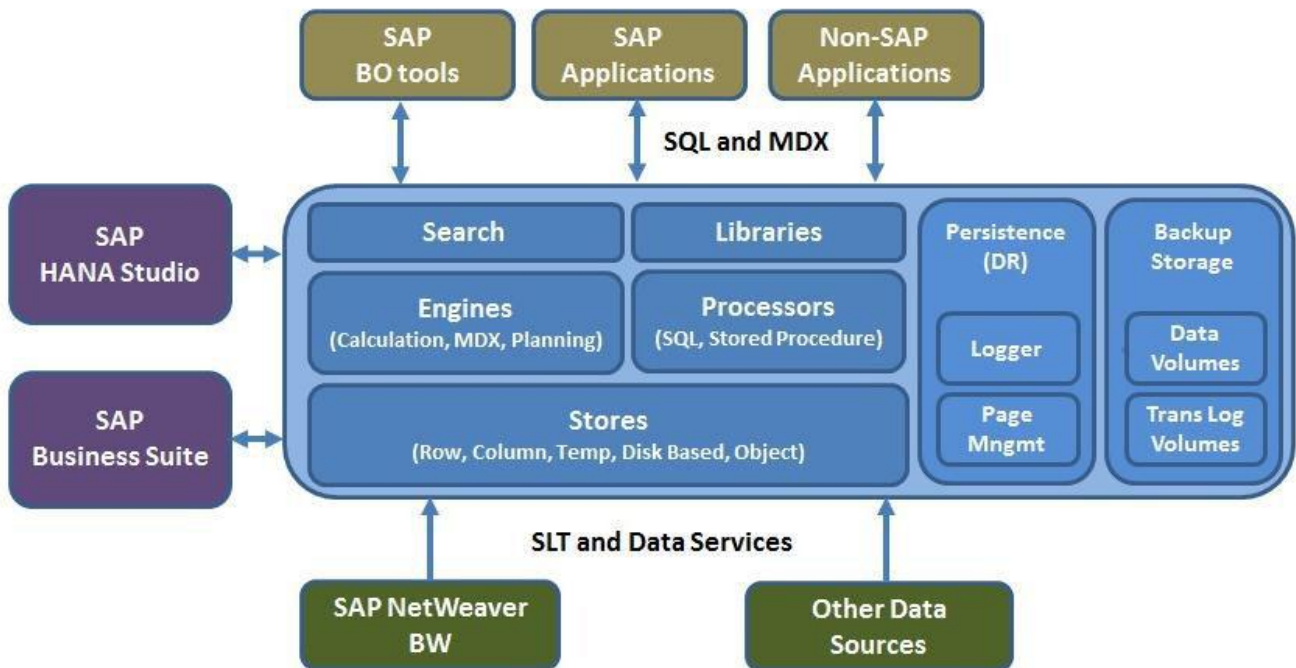 SAP
BO tools
SAP
Applications
Non-SAP
Applications
SQL and MDX
SAP
HANA Studio
SAP
Business Suite
Search
Libraries
Engines
(Calculation, MDX, Planning)
Processors
(SQL, Stored Procedure)
Stores
(Row, Column, Temp, Disk Based, Object)
Persistence
(DR)
Logger
Page
Mngmt
Backup
Storage
Data
Volumes
Trans Log
Volumes
SLT and Data Services
SAP NetWeaver
BW
Other Data
Sources